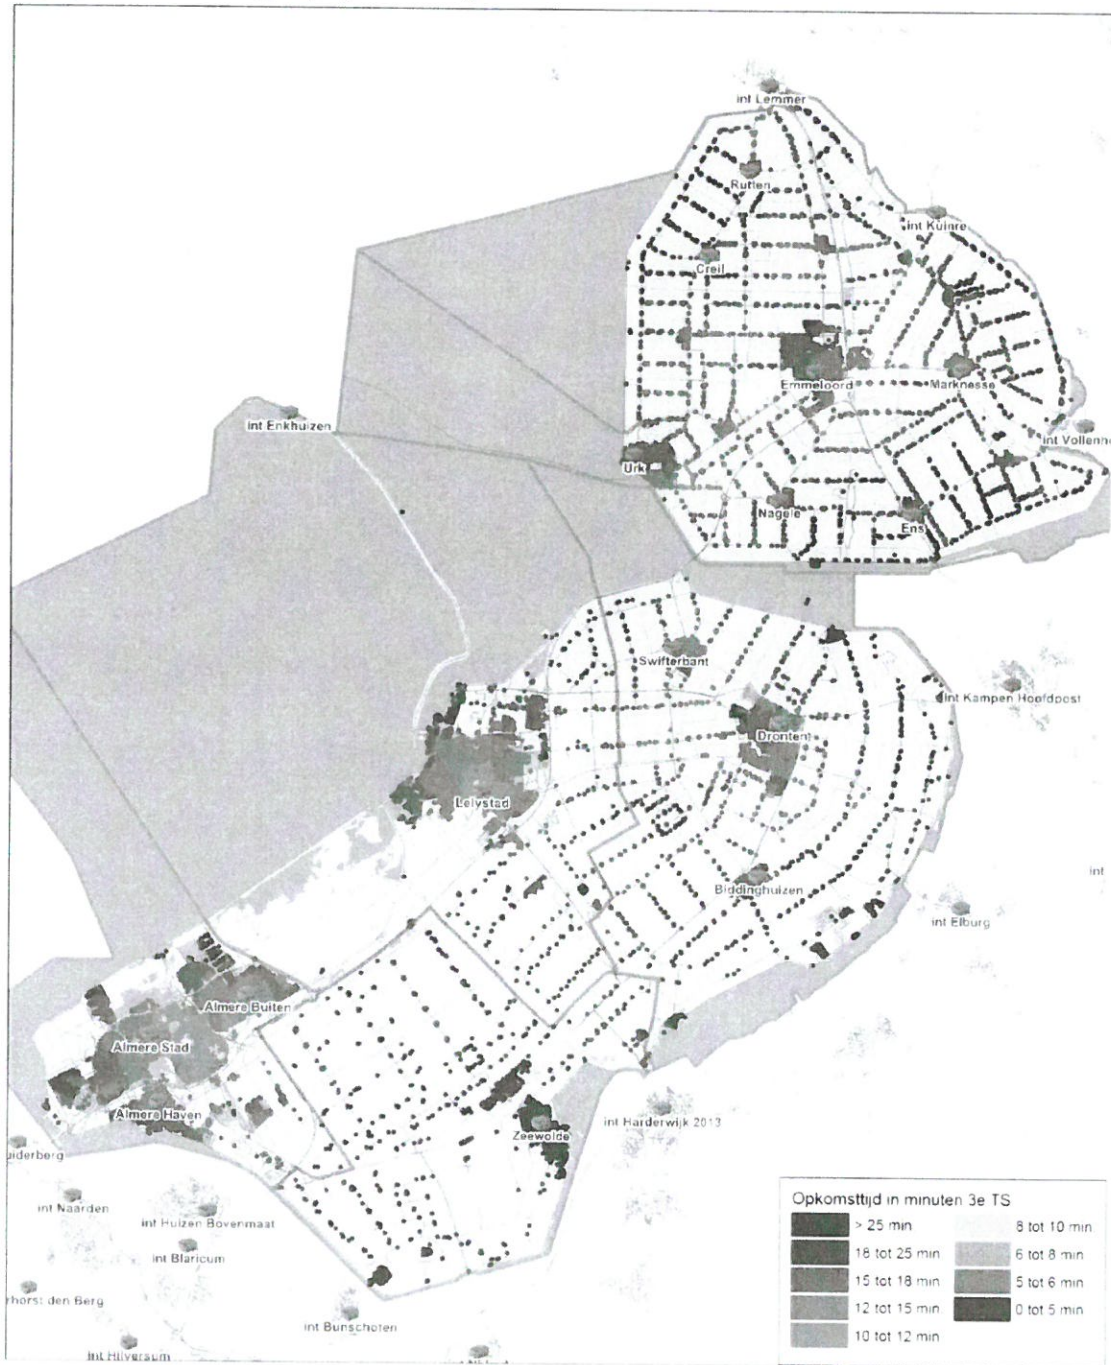 int Lemmer
Rutten
int Kuinre
Creil
Emmeloord
Marknesse
int Enkhuizen
int Vollenh
Urk
Nagele
Ens
Swifterbant
int Kampen Hoofdpost
Dronten
Lelystad
Biddinghuizen
int
int Elburg
Almere Buiten
Almere Stad
Almere Haven
Zeewolde
int Harderwijk 2013
uiderberg
int Naarden
int Huizen Bovenmaat
int Blaricum
rhorst den Berg
int Bunschoten
int Hilversum
Opkomsttijd in minuten 3e TS
> 25 min
18 tot 25 min
15 tot 18 min
12 tot 15 min
10 tot 12 min
8 tot 10 min
6 tot 8 min
5 tot 6 min
0 tot 5 min